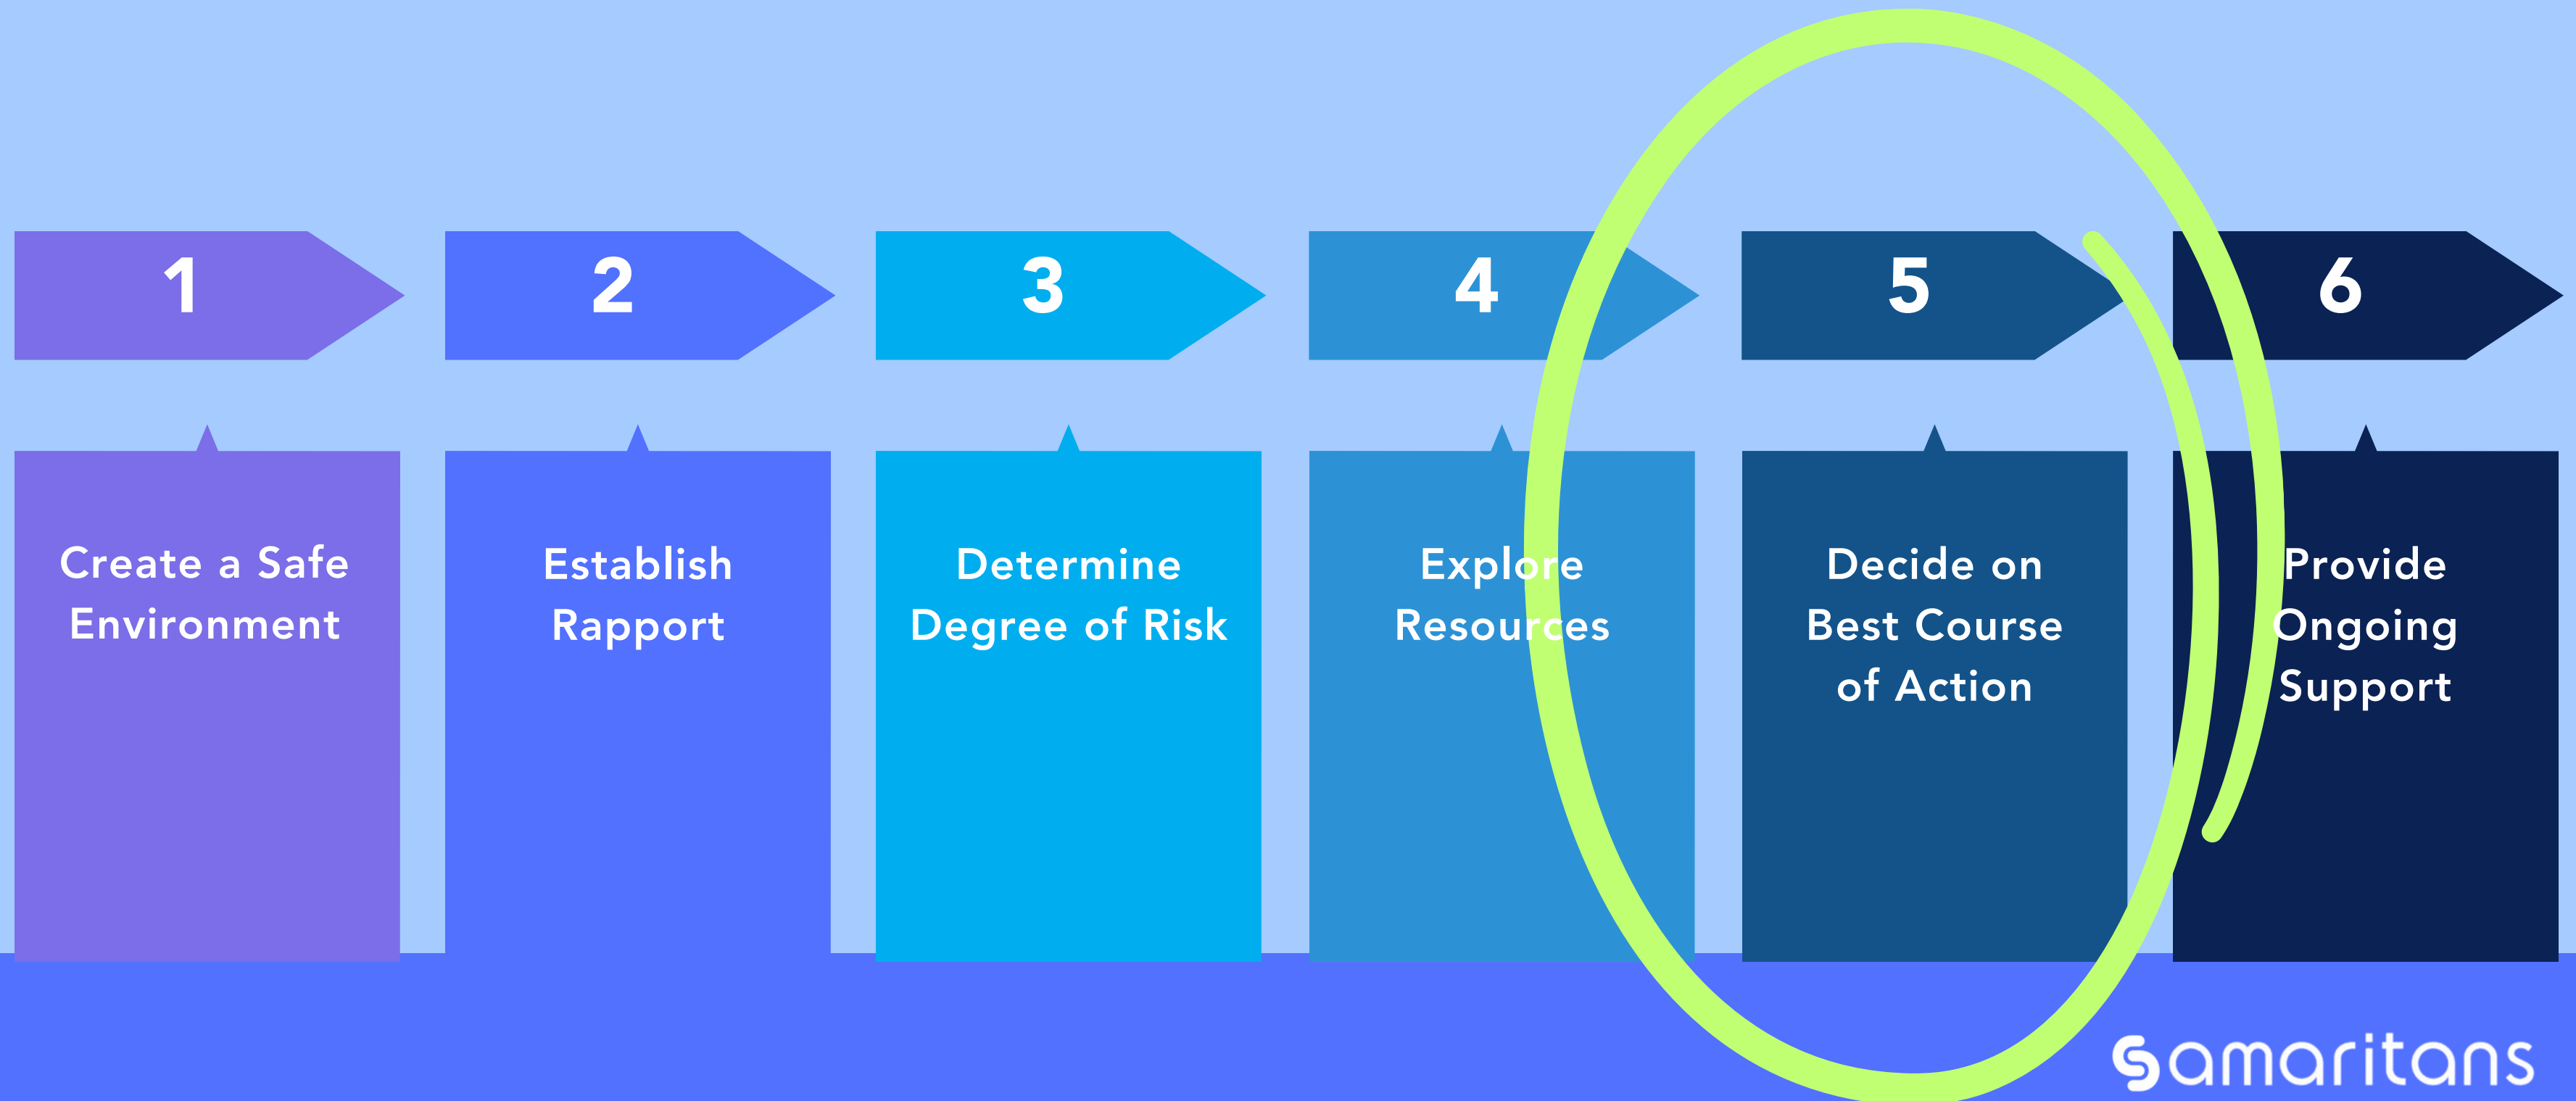 1
2
3
4
5
6
Create a Safe
Environment
Establish
Rapport
Determine
Degree of Risk
Explore
Resources
Decide on
Best Course
of Action
Provide
Ongoing
Support
Samaritans